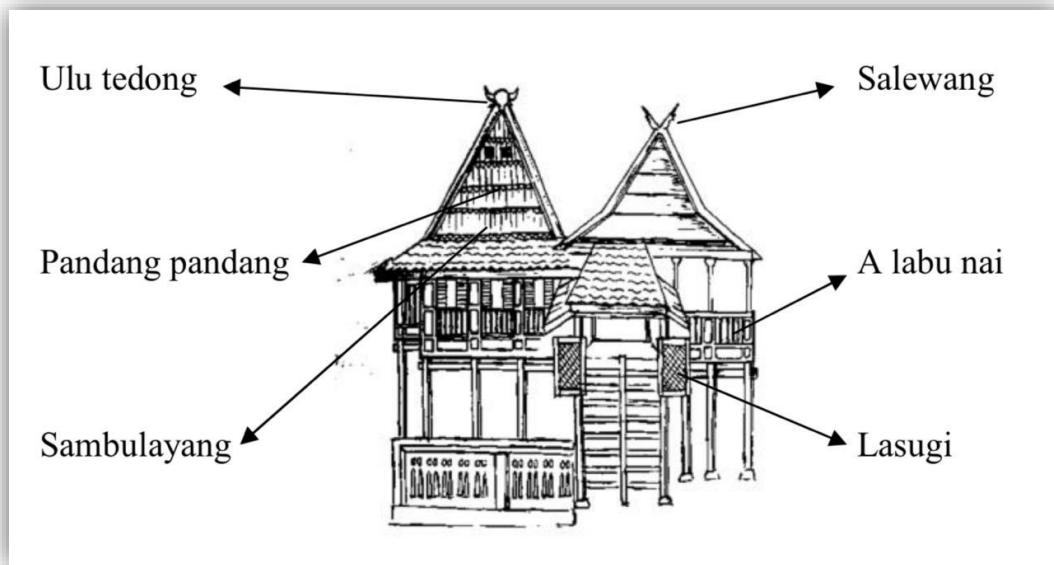 Ulu tedong
Salewang
Pandang pandang
A labu nai
Sambulayang
Lasugi